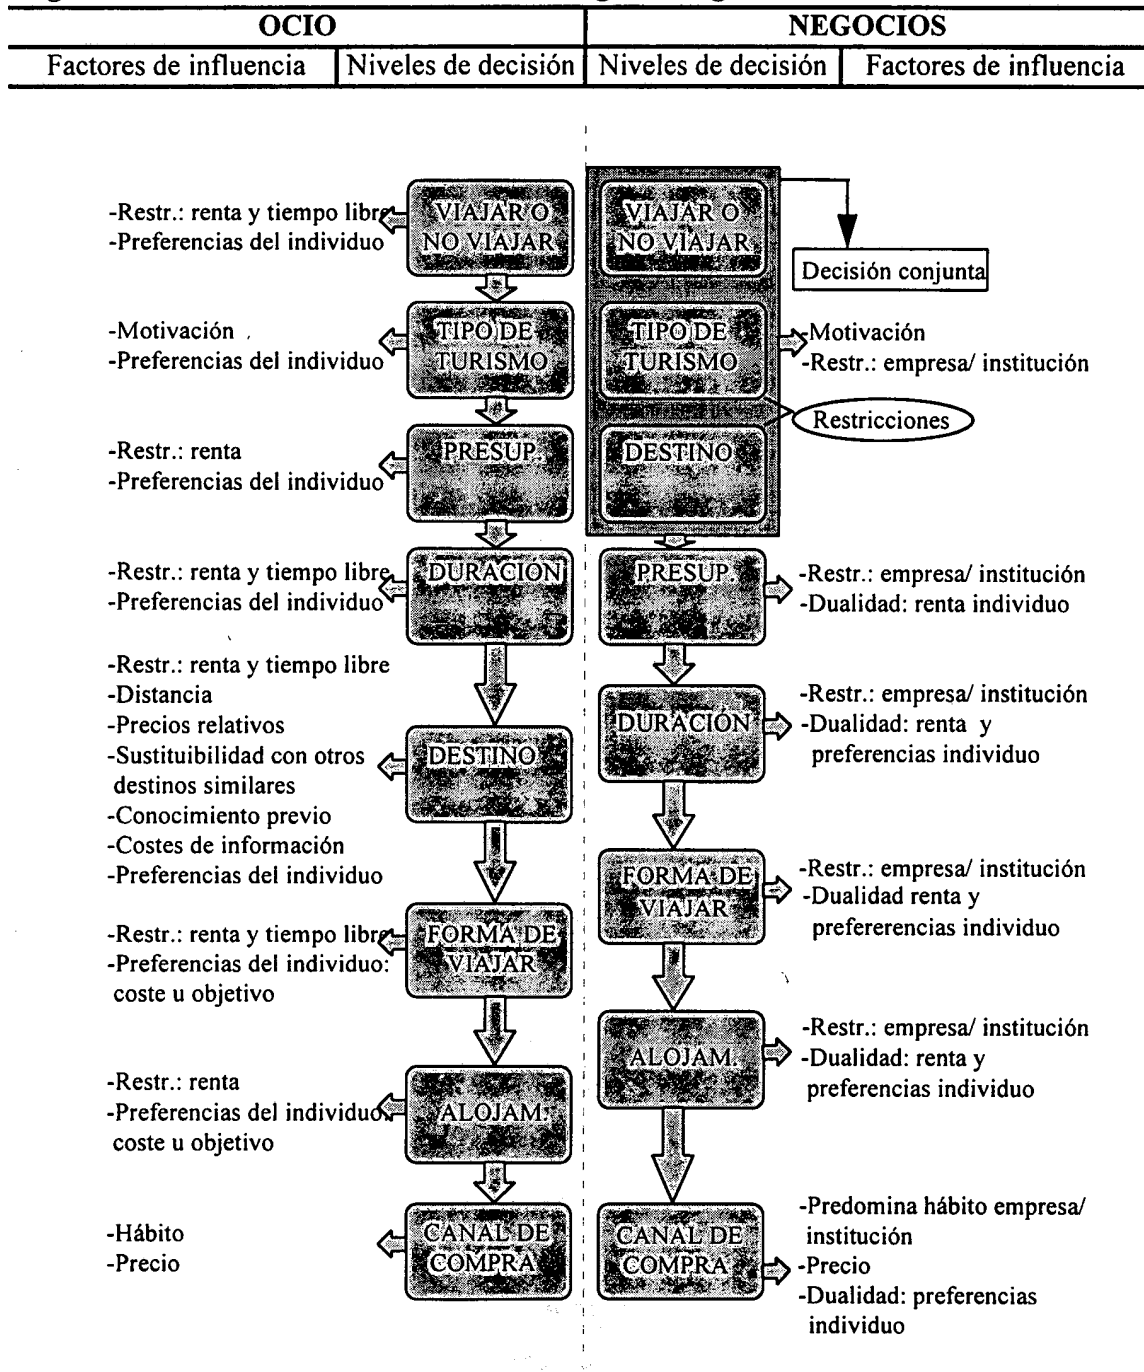 OCIO
NEGOCIOS
Factores de influencia
Niveles de decisión
Niveles de decisión
Factores de influencia
-Restr.: renta y tiempo libre
-Preferencias del individuo
VIAJAR O
NO VIAJAR
VIAJAR O
NO VIAJAR
Decisión conjunta
-Motivación
-Preferencias del individuo
TIPO DE
TURISMO
TIPO DE
TURISMO
-Motivación
-Restr.: empresa/ institución
Restricciones
-Restr.: renta
-Preferencias del individuo
PRESUP.
DESTINO
-Restr.: renta y tiempo libre
-Preferencias del individuo
DURACIÓN
PRESUP.
-Restr.: empresa/ institución
-Dualidad: renta individuo
-Restr.: renta y tiempo libre
-Distancia
-Precios relativos
-Sustituibilidad con otros
destinos similares
-Conocimiento previo
-Costes de información
-Preferencias del individuo
DESTINO
DURACIÓN
-Restr.: empresa/ institución
-Dualidad: renta y
preferencias individuo
FORMA DE
VIAJAR
-Restr.: empresa/ institución
-Dualidad renta y
prefererencias individuo
-Restr.: renta y tiempo libre
-Preferencias del individuo:
coste u objetivo
FORMA DE
VIAJAR
ALOJAM.
-Restr.: empresa/ institución
-Dualidad: renta y
preferencias individuo
-Restr.: renta
-Preferencias del individuo:
coste u objetivo
ALOJAM.
-Hábito
-Precio
CANAL DE
COMPRA
CANAL DE
COMPRA
-Predomina hábito empresa/
institución
-Precio
-Dualidad: preferencias
individuo